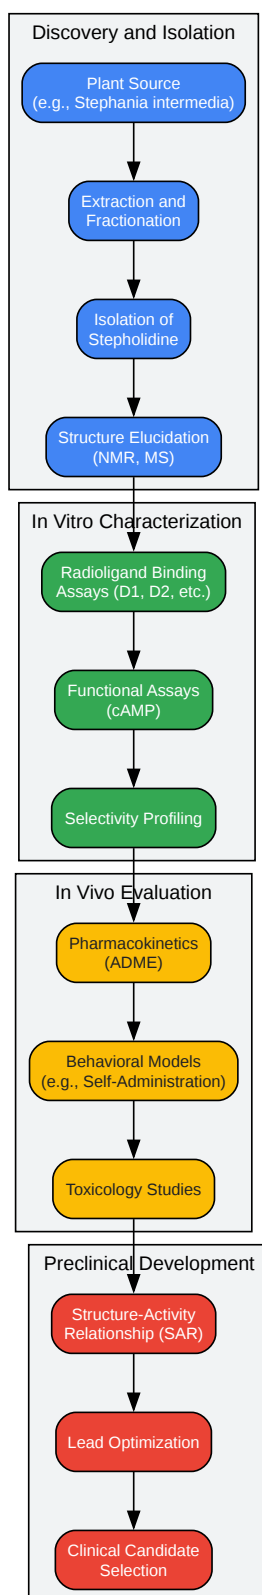 Discovery and Isolation
Plant Source
(e.g., Stephania intermedia)
Extraction and
Fractionation
Isolation of
Stepholidine
Structure Elucidation
(NMR, MS)
In Vitro Characterization
Radioligand Binding
Assays (D1, D2, etc.)
Functional Assays
(cAMP)
Selectivity Profiling
In Vivo Evaluation
Pharmacokinetics
(ADME)
Behavioral Models
(e.g., Self-Administration)
Toxicology Studies
Preclinical Development
Structure-Activity
Relationship (SAR)
Lead Optimization
Clinical Candidate
Selection